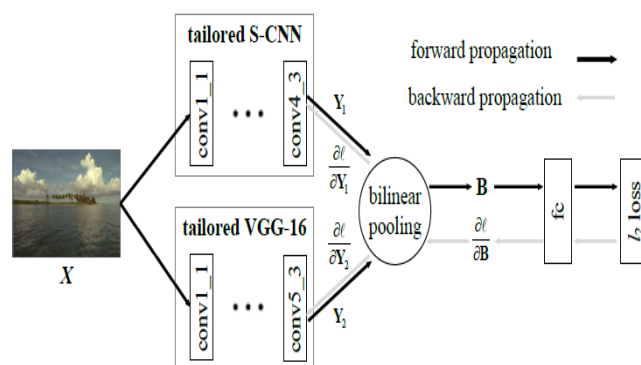 tailored S-CNN
conv1_1
conv4_3
Y₁
∂ℓ
∂Y₁
forward propagation
backward propagation
X
bilinear
pooling
B
∂ℓ
∂B
fc
l₂ loss
tailored VGG-16
conv1_1
conv5_3
∂ℓ
∂Y₂
Y₂